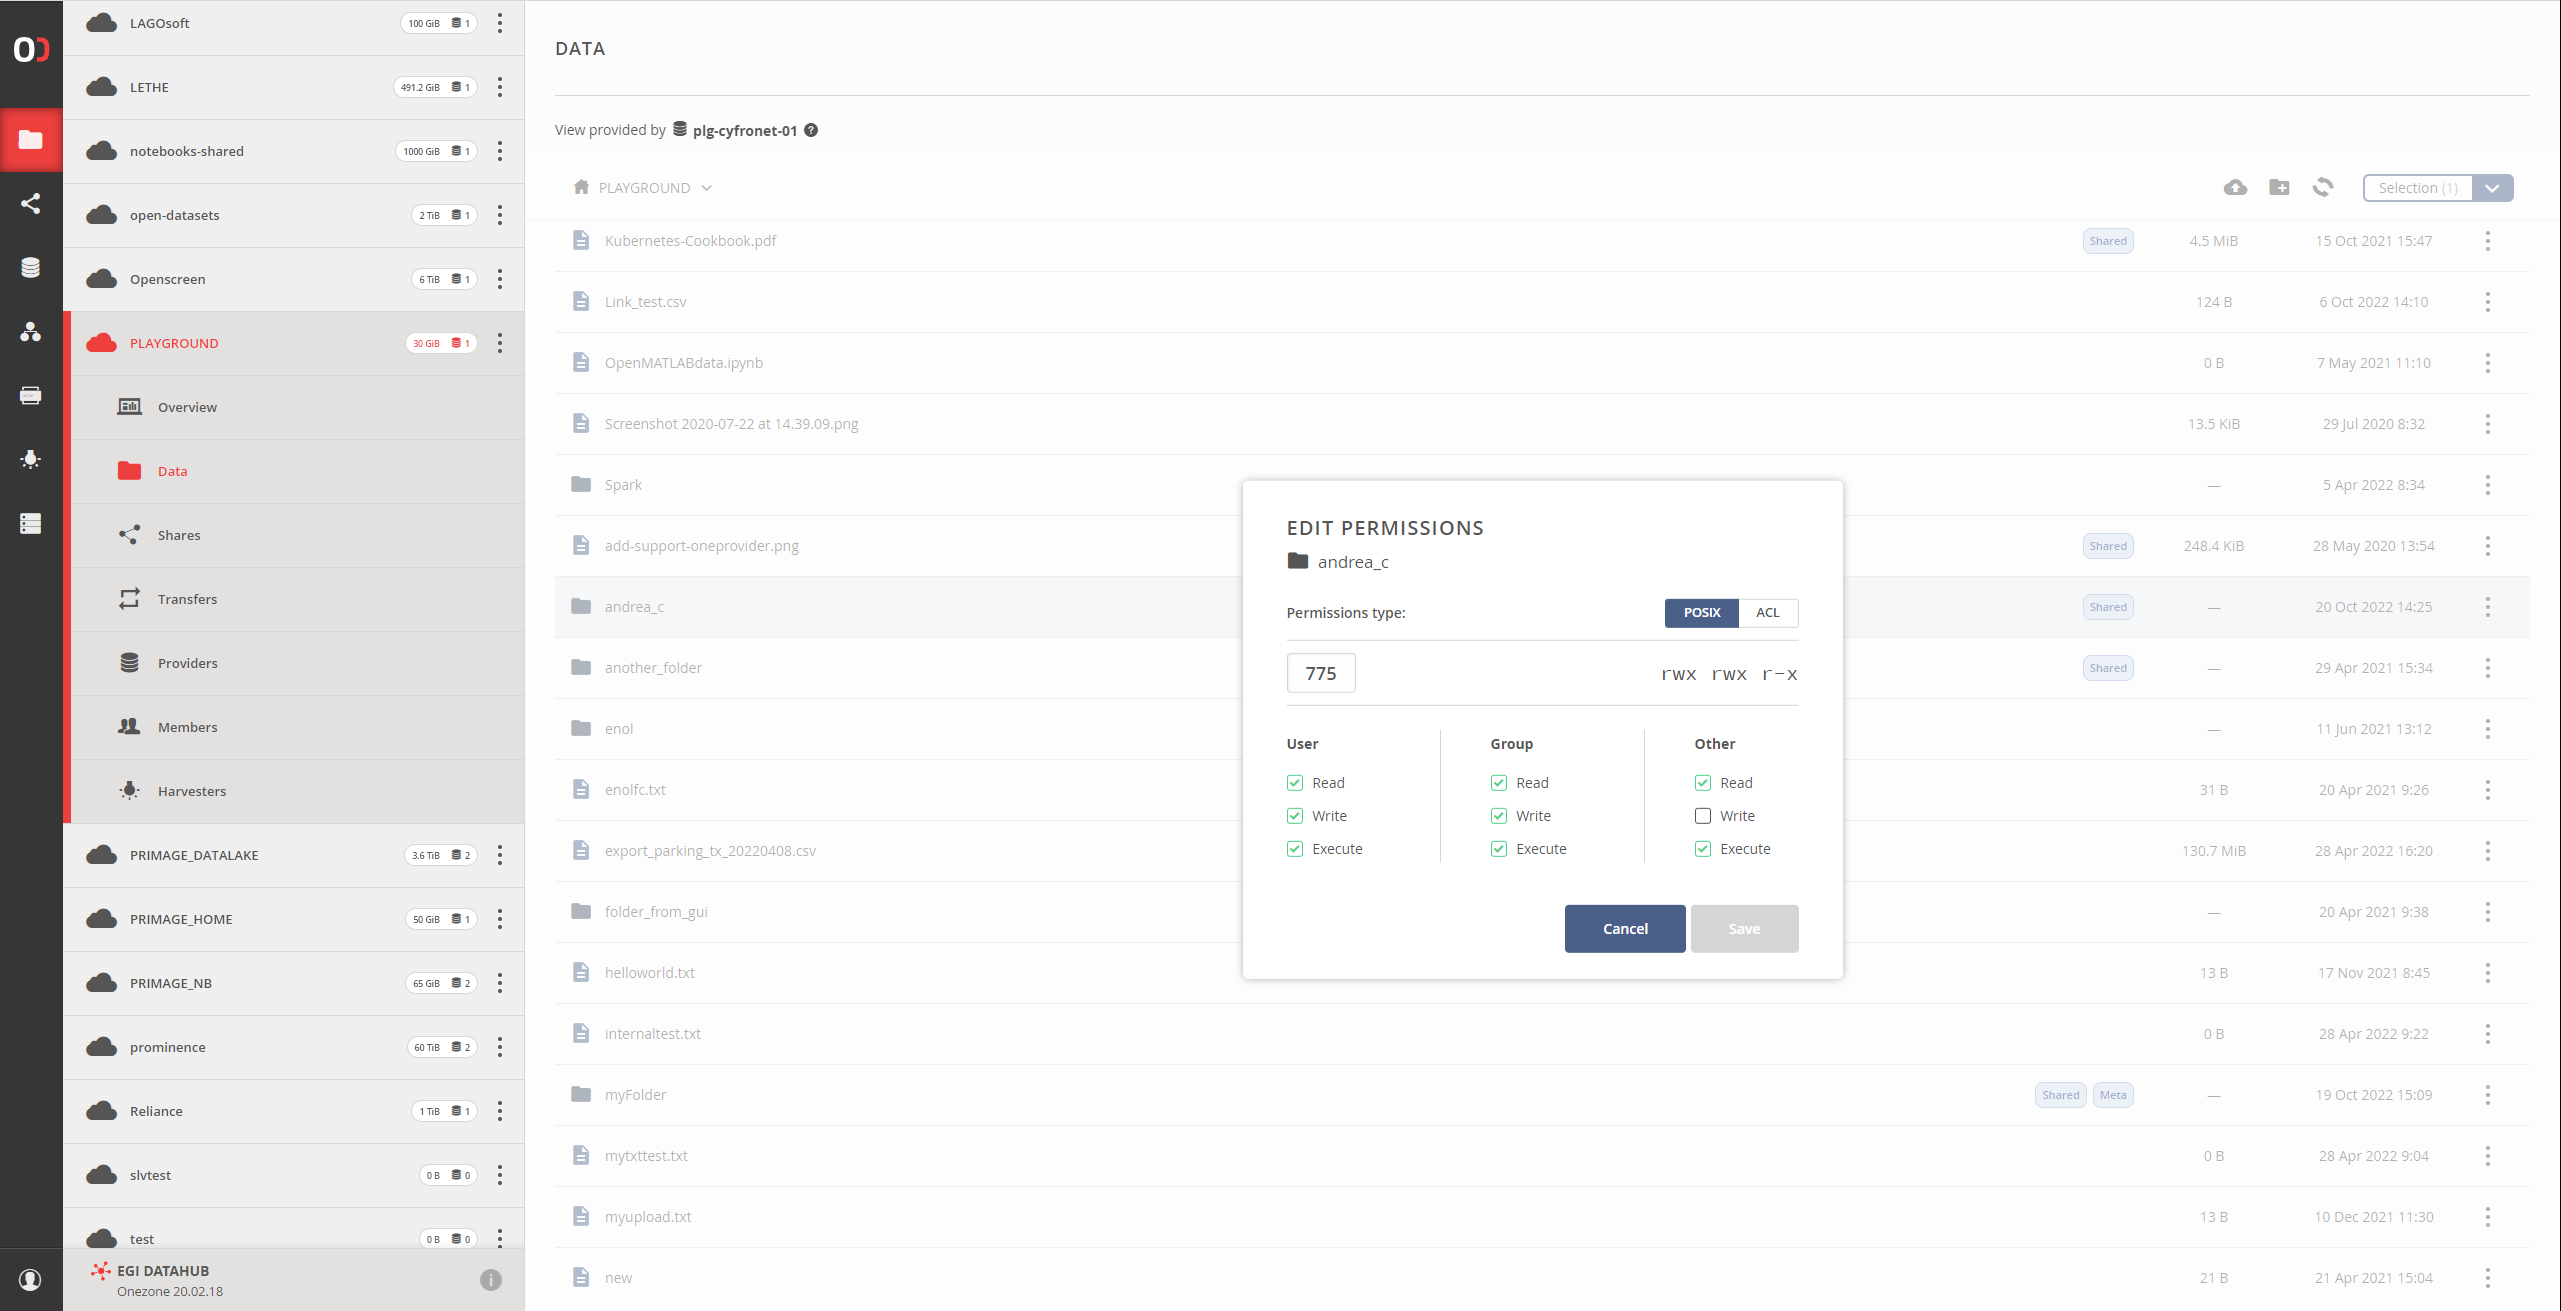 LAGOsoft 100 GiB 1
LETHE 491.2 GiB 1
notebooks-shared 1000 GiB 1
open-datasets 2 TiB 1
Openscreen 6 TiB 1
PLAYGROUND 30 GiB 1
Overview
Data
Shares
Transfers
Providers
Members
Harvesters
PRIMAGE_DATALAKE 3.6 TiB 2
PRIMAGE_HOME 50 GiB 1
PRIMAGE_NB 65 GiB 2
prominence 60 TiB 2
Reliance 1 TiB 1
slvtest 0 B 0
test 0 B 0
EGI DATAHUB
Onezone 20.02.18
DATA
View provided by plg-cyfronet-01
PLAYGROUND Selection (1)
Kubernetes-Cookbook.pdf Shared 4.5 MiB 15 Oct 2021 15:47
Link_test.csv 124 B 6 Oct 2022 14:10
OpenMATLABdata.ipynb 0 B 7 May 2021 11:10
Screenshot 2020-07-22 at 14.39.09.png 13.5 KiB 29 Jul 2020 8:32
Spark — 5 Apr 2022 8:34
add-support-oneprovider.png Shared 248.4 KiB 28 May 2020 13:54
andrea_c Shared — 20 Oct 2022 14:25
another_folder Shared — 29 Apr 2021 15:34
enol — 11 Jun 2021 13:12
enolfc.txt 31 B 20 Apr 2021 9:26
export_parking_tx_20220408.csv 130.7 MiB 28 Apr 2022 16:20
folder_from_gui — 20 Apr 2021 9:38
helloworld.txt 13 B 17 Nov 2021 8:45
internaltest.txt 0 B 28 Apr 2022 9:22
myFolder Shared Meta — 19 Oct 2022 15:09
mytxttest.txt 0 B 28 Apr 2022 9:04
myupload.txt 13 B 10 Dec 2021 11:30
new 21 B 21 Apr 2021 15:04
EDIT PERMISSIONS
andrea_c
Permissions type: POSIX ACL
775 rwx rwx r-x
User Group Other
Read Read Read
Write Write Write
Execute Execute Execute
Cancel Save